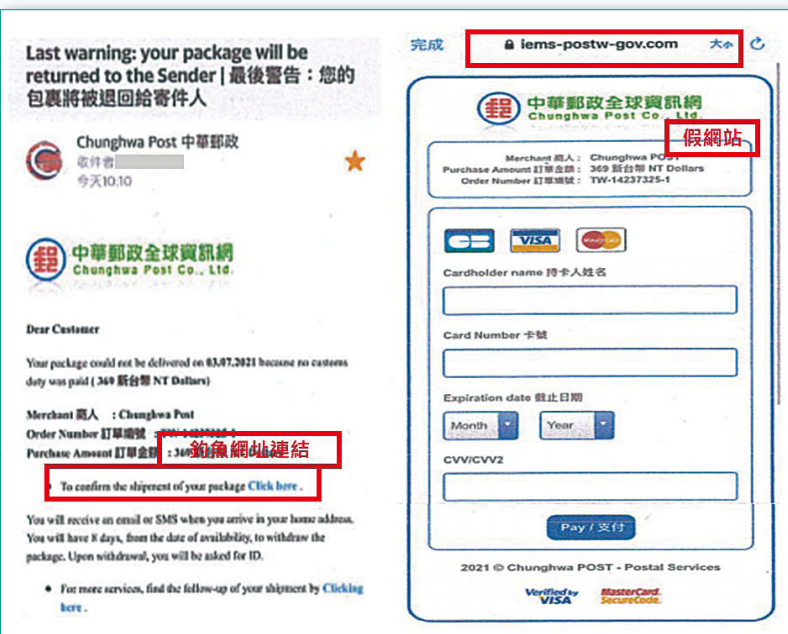 Last warning: your package will be
returned to the Sender | 最後警告：您的
包裹將被退回給寄件人
Chunghwa Post 中華郵政
收件者
今天10:10
中華郵政全球資訊網
Chunghwa Post Co., Ltd.
Dear Customer
Your package could not be delivered on 03.07.2021 because no customs
duty was paid ( 369 新台幣 NT Dollars)
Merchant 商人 : Chunghwa Post
Order Number 訂單編號 : TW-14237325-1
Purchase Amount 訂單金額 : 369
釣魚網址連結
To confirm the shipment of your package Click here .
You will receive an email or SMS when you arrive in your home address.
You will have 8 days, from the date of availability, to withdraw the
package. Upon withdrawal, you will be asked for ID.
For more services, find the follow-up of your shipment by Clicking
here .
完成
iems-postw-gov.com
大小
中華郵政全球資訊網
Chunghwa Post Co., Ltd.
假網站
Merchant 商人 : Chunghwa POST
Purchase Amount 訂單金額 : 369 新台幣 NT Dollars
Order Number 訂單編號 : TW-14237325-1
CB
VISA
MasterCard
Cardholder name 持卡人姓名
Card Number 卡號
Expiration date 截止日期
Month
Year
CVV/CVV2
Pay / 支付
2021 © Chunghwa POST - Postal Services
Verified by
VISA
MasterCard.
SecureCode.